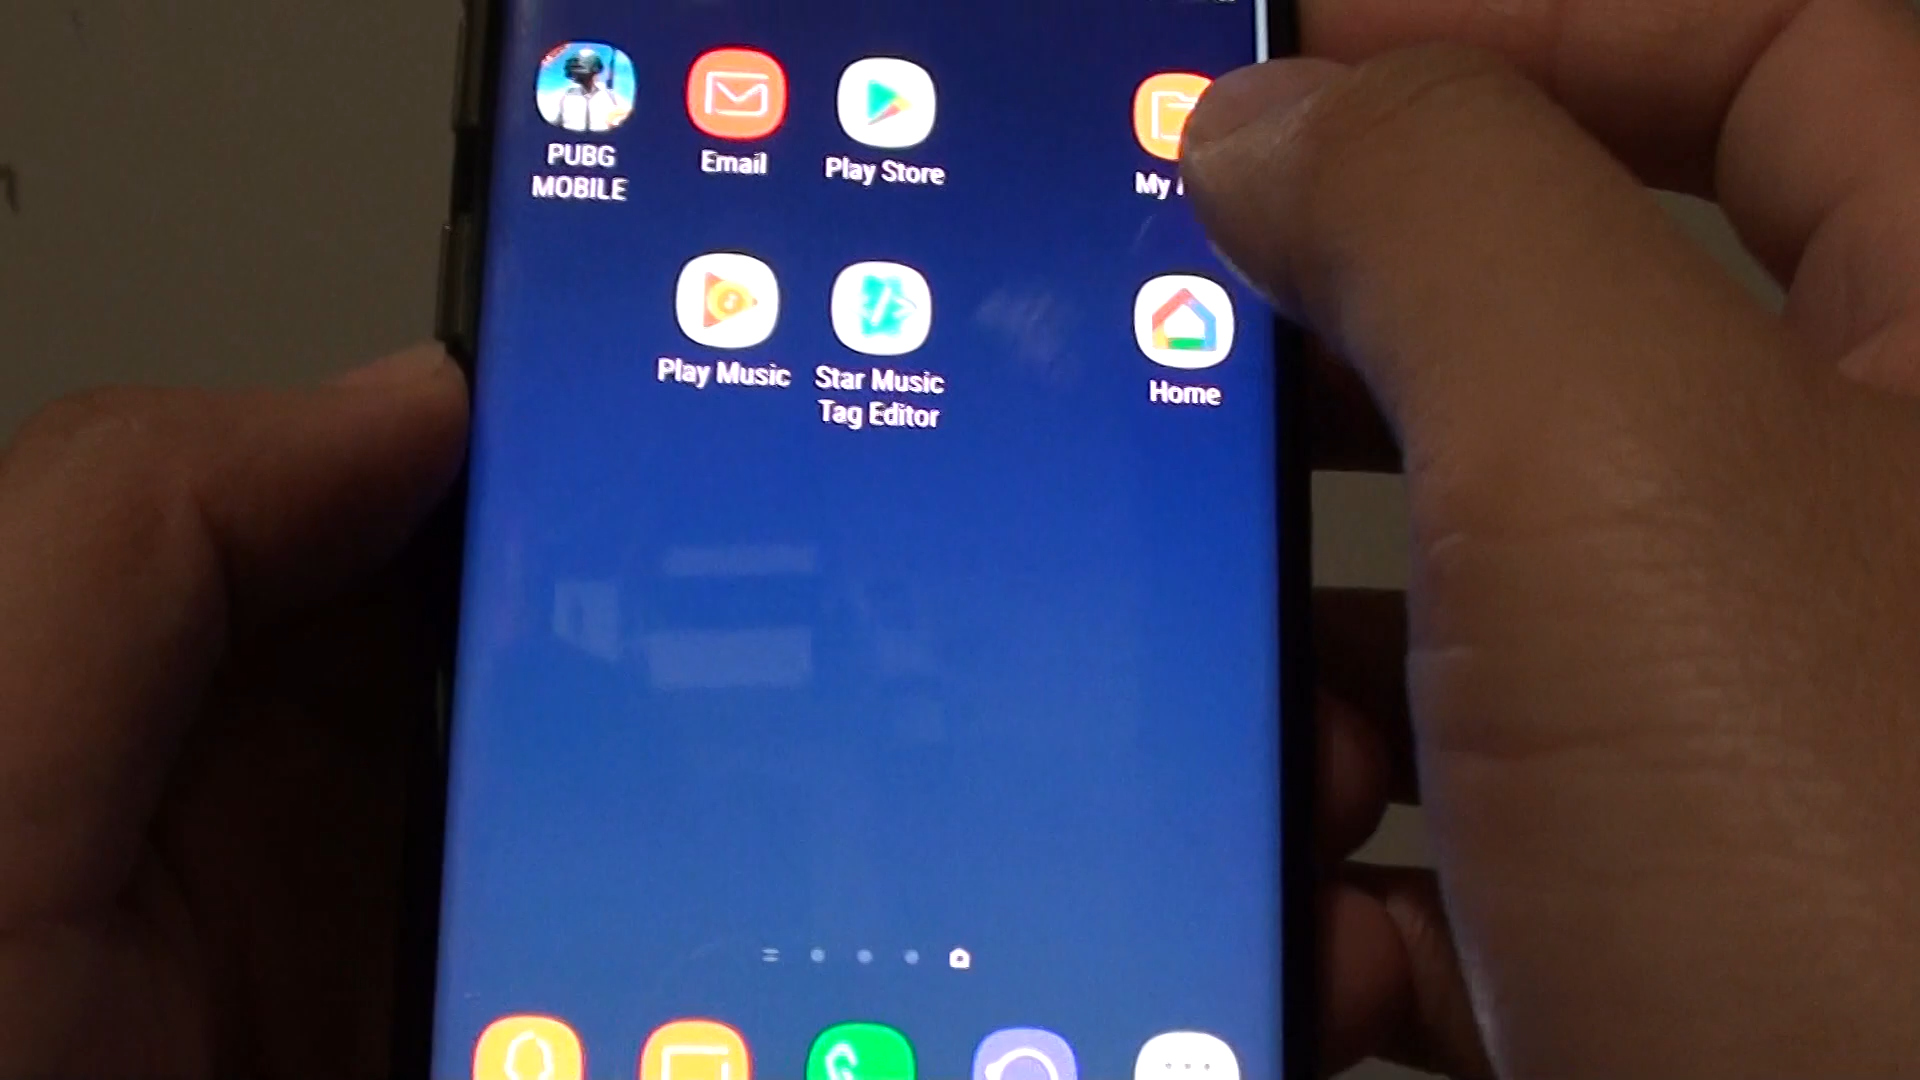 PUBG
MOBILE
Email
Play Store
My
Play Music
Star Music
Tag Editor
Home